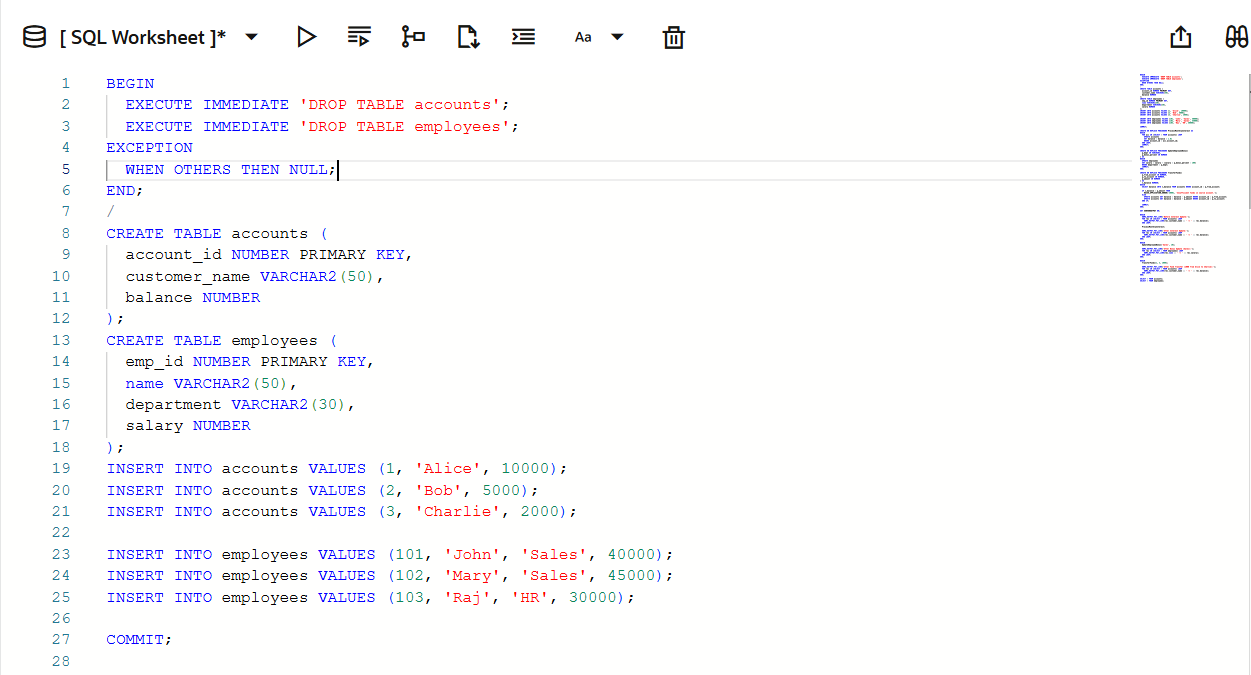 [ SQL Worksheet ]*
Aa
1 BEGIN
2 EXECUTE IMMEDIATE 'DROP TABLE accounts';
3 EXECUTE IMMEDIATE 'DROP TABLE employees';
4 EXCEPTION
5 WHEN OTHERS THEN NULL;
6 END;
7 /
8 CREATE TABLE accounts (
9 account_id NUMBER PRIMARY KEY,
10 customer_name VARCHAR2(50),
11 balance NUMBER
12 );
13 CREATE TABLE employees (
14 emp_id NUMBER PRIMARY KEY,
15 name VARCHAR2(50),
16 department VARCHAR2(30),
17 salary NUMBER
18 );
19 INSERT INTO accounts VALUES (1, 'Alice', 10000);
20 INSERT INTO accounts VALUES (2, 'Bob', 5000);
21 INSERT INTO accounts VALUES (3, 'Charlie', 2000);
22
23 INSERT INTO employees VALUES (101, 'John', 'Sales', 40000);
24 INSERT INTO employees VALUES (102, 'Mary', 'Sales', 45000);
25 INSERT INTO employees VALUES (103, 'Raj', 'HR', 30000);
26
27 COMMIT;
28